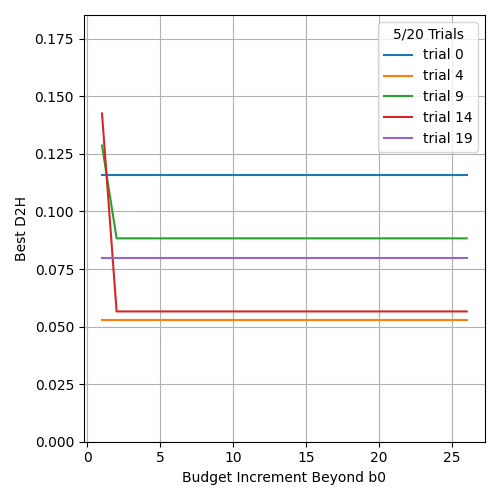 5/20 Trials
trial 0
trial 4
trial 9
trial 14
trial 19
Best D2H
0.175
0.150
0.125
0.100
0.075
0.050
0.025
0.000
0 5 10 15 20 25
Budget Increment Beyond b0